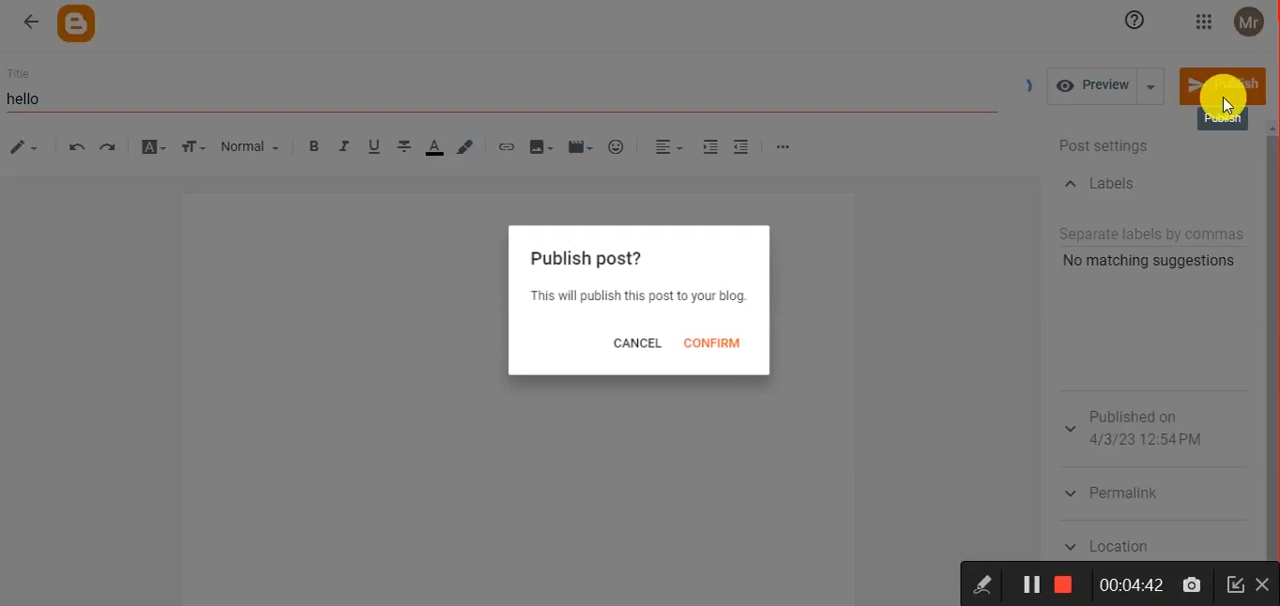 Mr
Title
hello
Preview
Publish
Publish
Normal
B I U A
Post settings
Labels
Separate labels by commas
No matching suggestions
Publish post?
This will publish this post to your blog.
CANCEL CONFIRM
Published on
4/3/23 12:54 PM
Permalink
Location
00:04:42